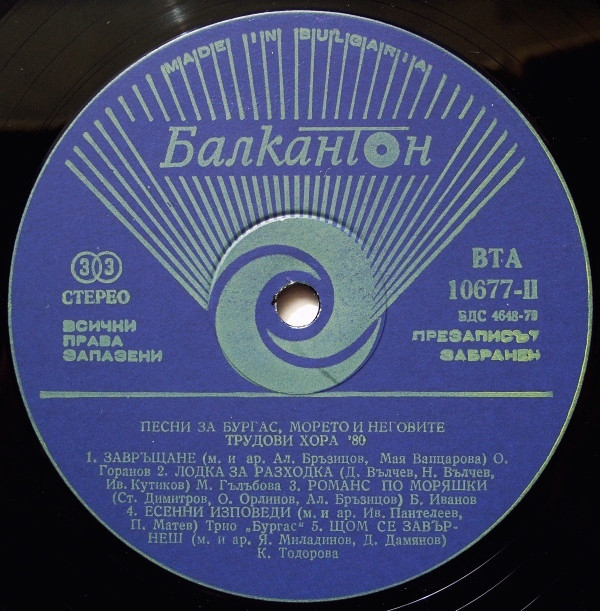 MADE IN BULGARIA
Балкантон
33
СТЕРЕО
ВСИЧКИ
ПРАВА
ЗАПАЗЕНИ
ВТА
10677-II
БДС 4648-70
ПРЕЗАПИСЪТ
ЗАБРАНЕН
ПЕСНИ ЗА БУРГАС, МОРЕТО И НЕГОВИТЕ
ТРУДОВИ ХОРА '80
1. ЗАВРЪЩАНЕ (м. и ар. Ал. Бръзицов, Мая Вапцарова) О.
Горанов 2. ЛОДКА ЗА РАЗХОДКА (Д. Вълчев, Н. Вълчев,
Ив. Кутиков) М. Гълъбова 3. РОМАНС ПО МОРЯШКИ
(Ст. Димитров, О. Орлинов, Ал. Бръзицов) Б. Иванов
4. ЕСЕННИ ИЗПОВЕДИ (м. и ар. Ив. Пантелеев,
П. Матев) Трио „Бургас" 5. ЩОМ СЕ ЗАВЪР-
НЕШ (м. и ар. Я. Миладинов, Д. Дамянов)
К. Тодорова